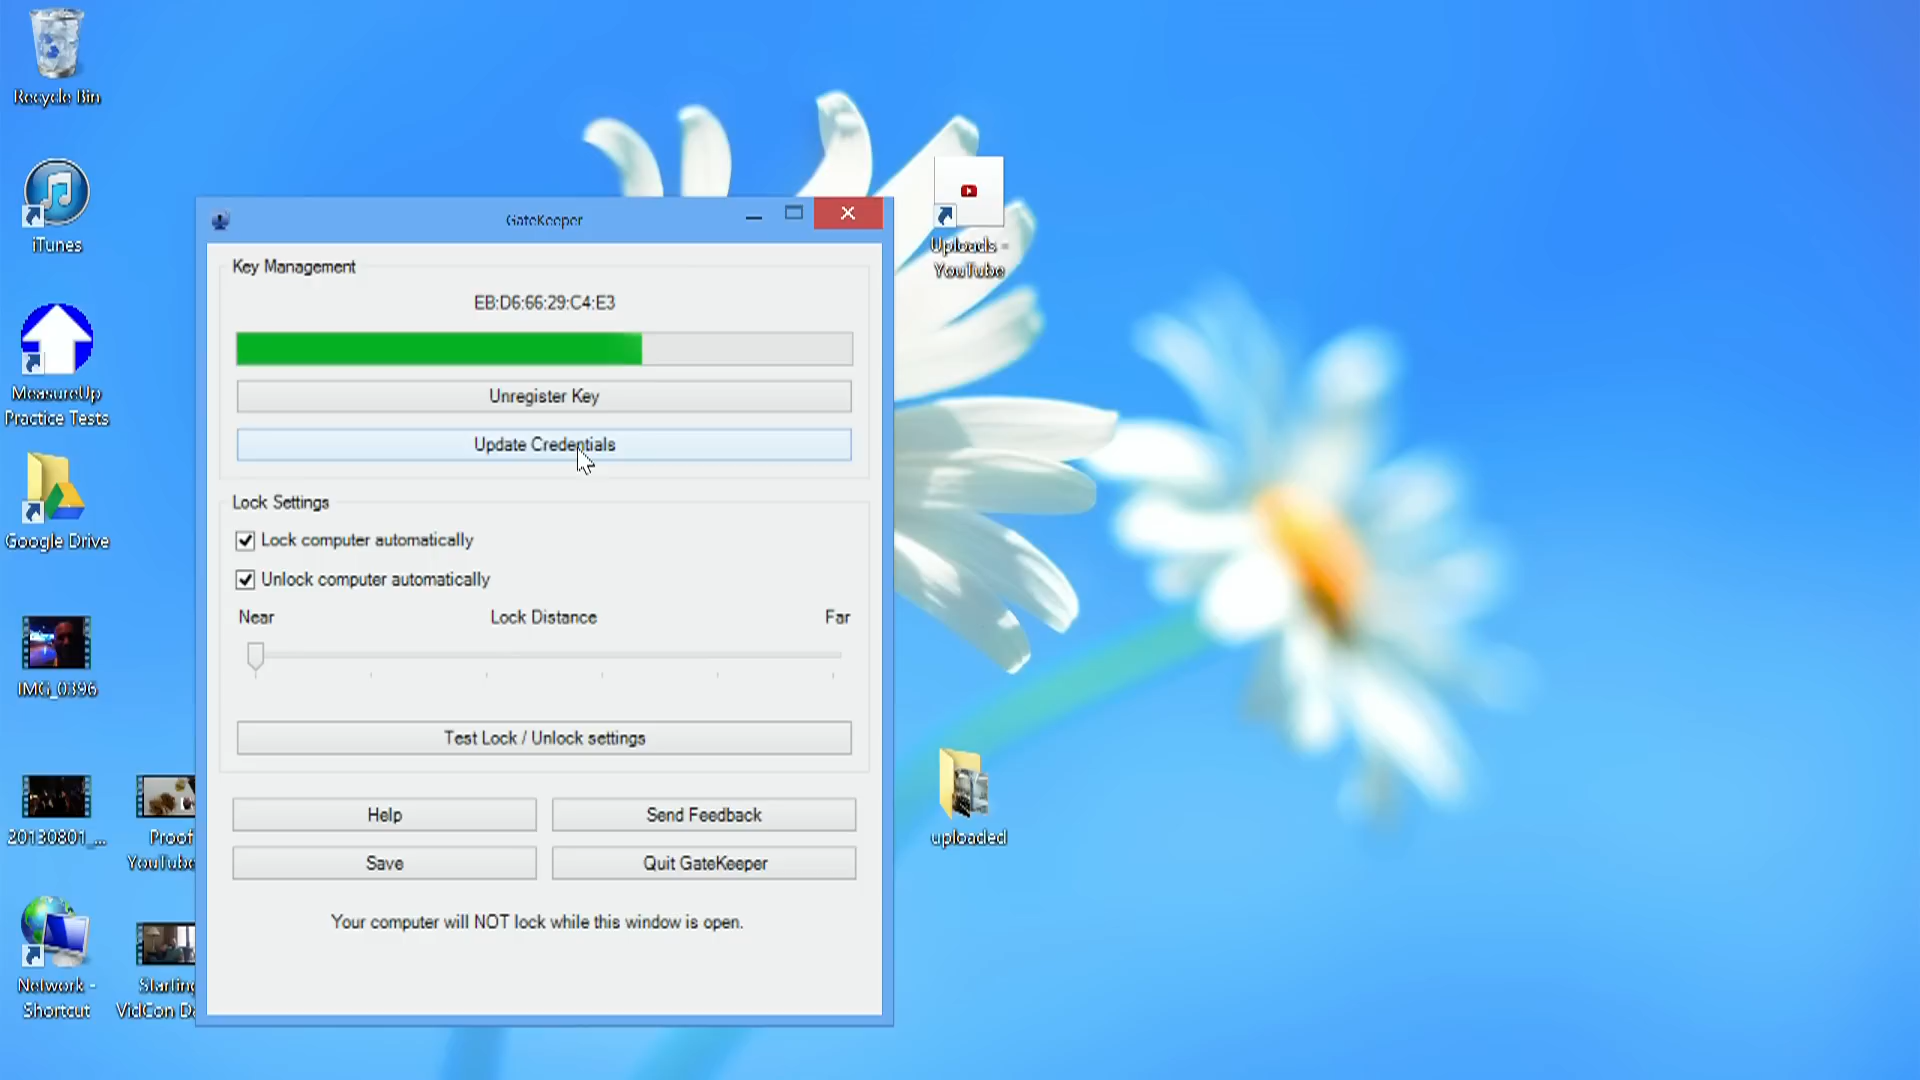 Recycle Bin
iTunes
MeasureUp
Practice Tests
Google Drive
IMG_0396
20130801_...
Proof
YouTube
Network -
Shortcut
Starting
VidCon D
GateKeeper
Key Management
EB:D6:66:29:C4:E3
Unregister Key
Update Credentials
Lock Settings
Lock computer automatically
Unlock computer automatically
Near
Lock Distance
Far
Test Lock / Unlock settings
Help
Send Feedback
Save
Quit GateKeeper
Your computer will NOT lock while this window is open.
Uploads -
YouTube
uploaded